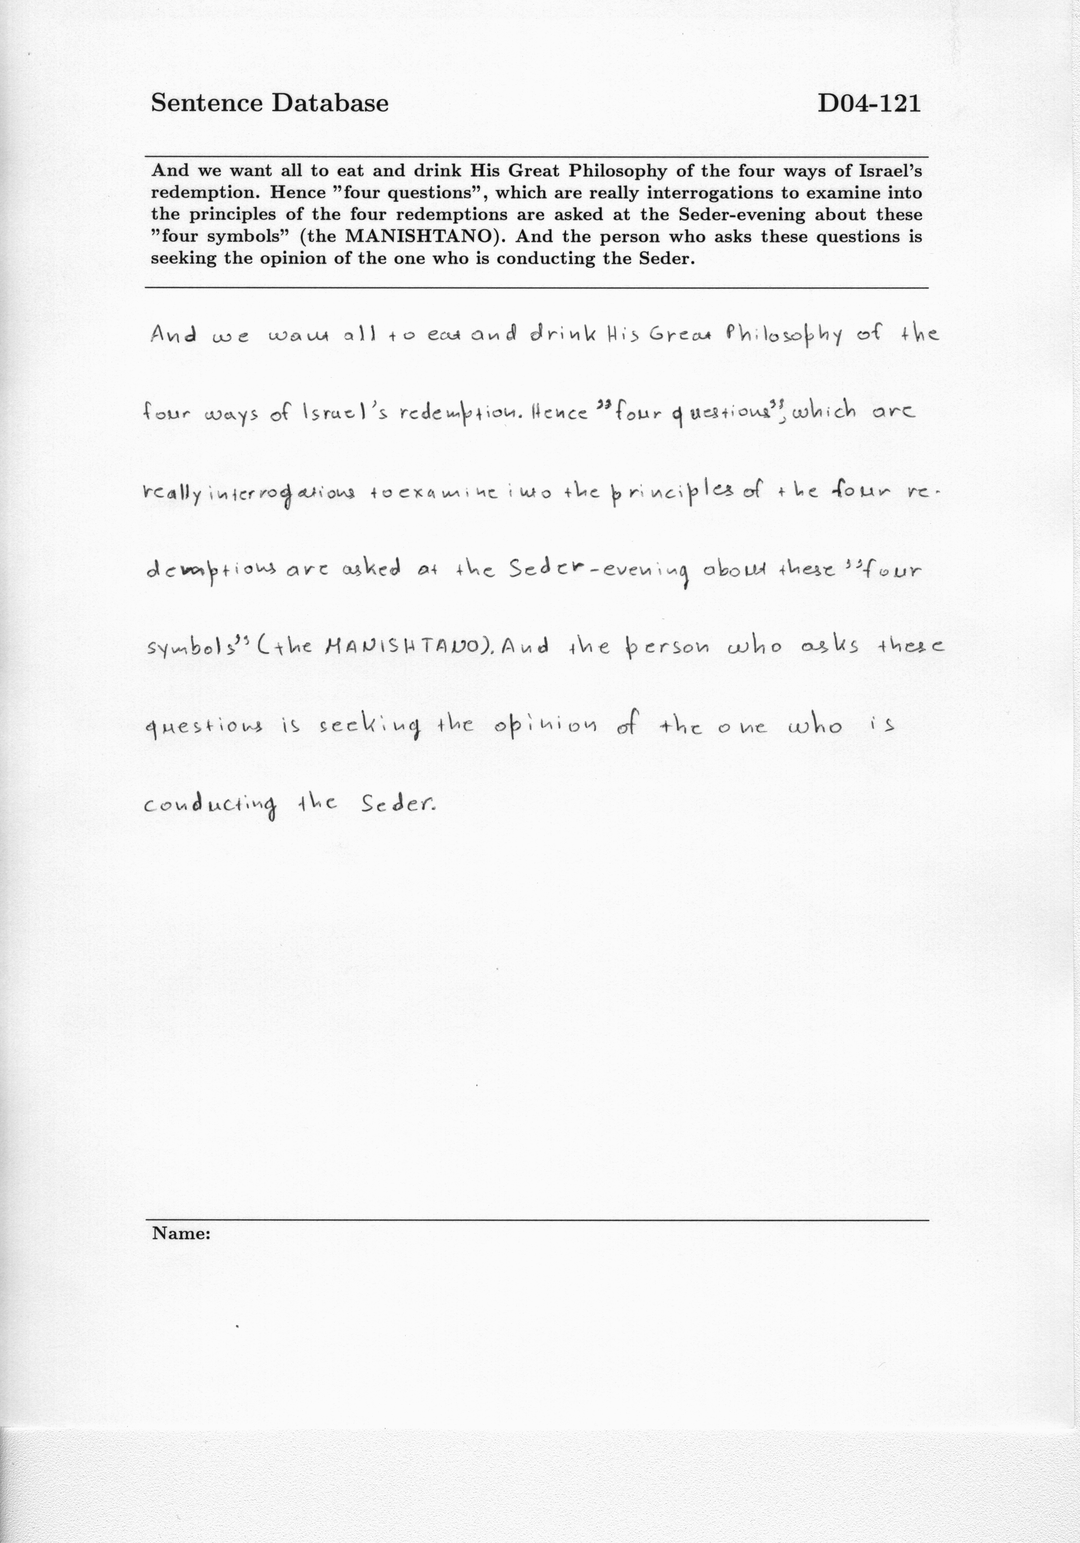 Sentence Database D04-121
And we want all to eat and drink His Great Philosophy of the four ways of Israel's
redemption. Hence ”four questions”, which are really interrogations to examine into
the principles of the four redemptions are asked at the Seder-evening about these
”four symbols” (the MANISHTANO). And the person who asks these questions is
seeking the opinion of the one who is conducting the Seder.
And we want all to eat and drink His Great Philosophy of the
four ways of Israel's redemption. Hence ”four questions”, which are
really interrogations to examine into the principles of the four re-
demptions are asked at the Seder-evening about these ”four
symbols” (the MANISHTANO). And the person who asks these
questions is seeking the opinion of the one who is
conducting the Seder.
Name: